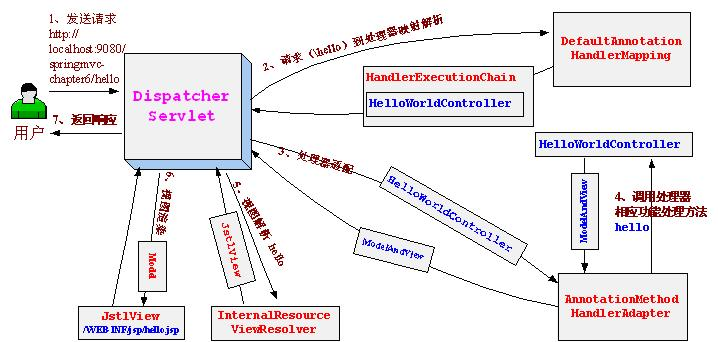 1、发送请求
http://
localhost:9080/
springmvc-
chapter6/hello
用户
7、返回响应
Dispatcher
Servlet
2、请求（\hello）到处理器映射解析
DefaultAnnotation
HandlerMapping
HandlerExecutionChain
HelloWorldController
3、处理器适配
HelloWorldController
ModelAndView
HelloWorldController
ModelAndView
4、调用处理器
相应功能处理方法
hello
AnnotationMethod
HandlerAdapter
5、视图解析 hello
JstlView
InternalResource
ViewResolver
6、视图渲染
Model
JstlView
/WEB-INF/jsp/hello.jsp